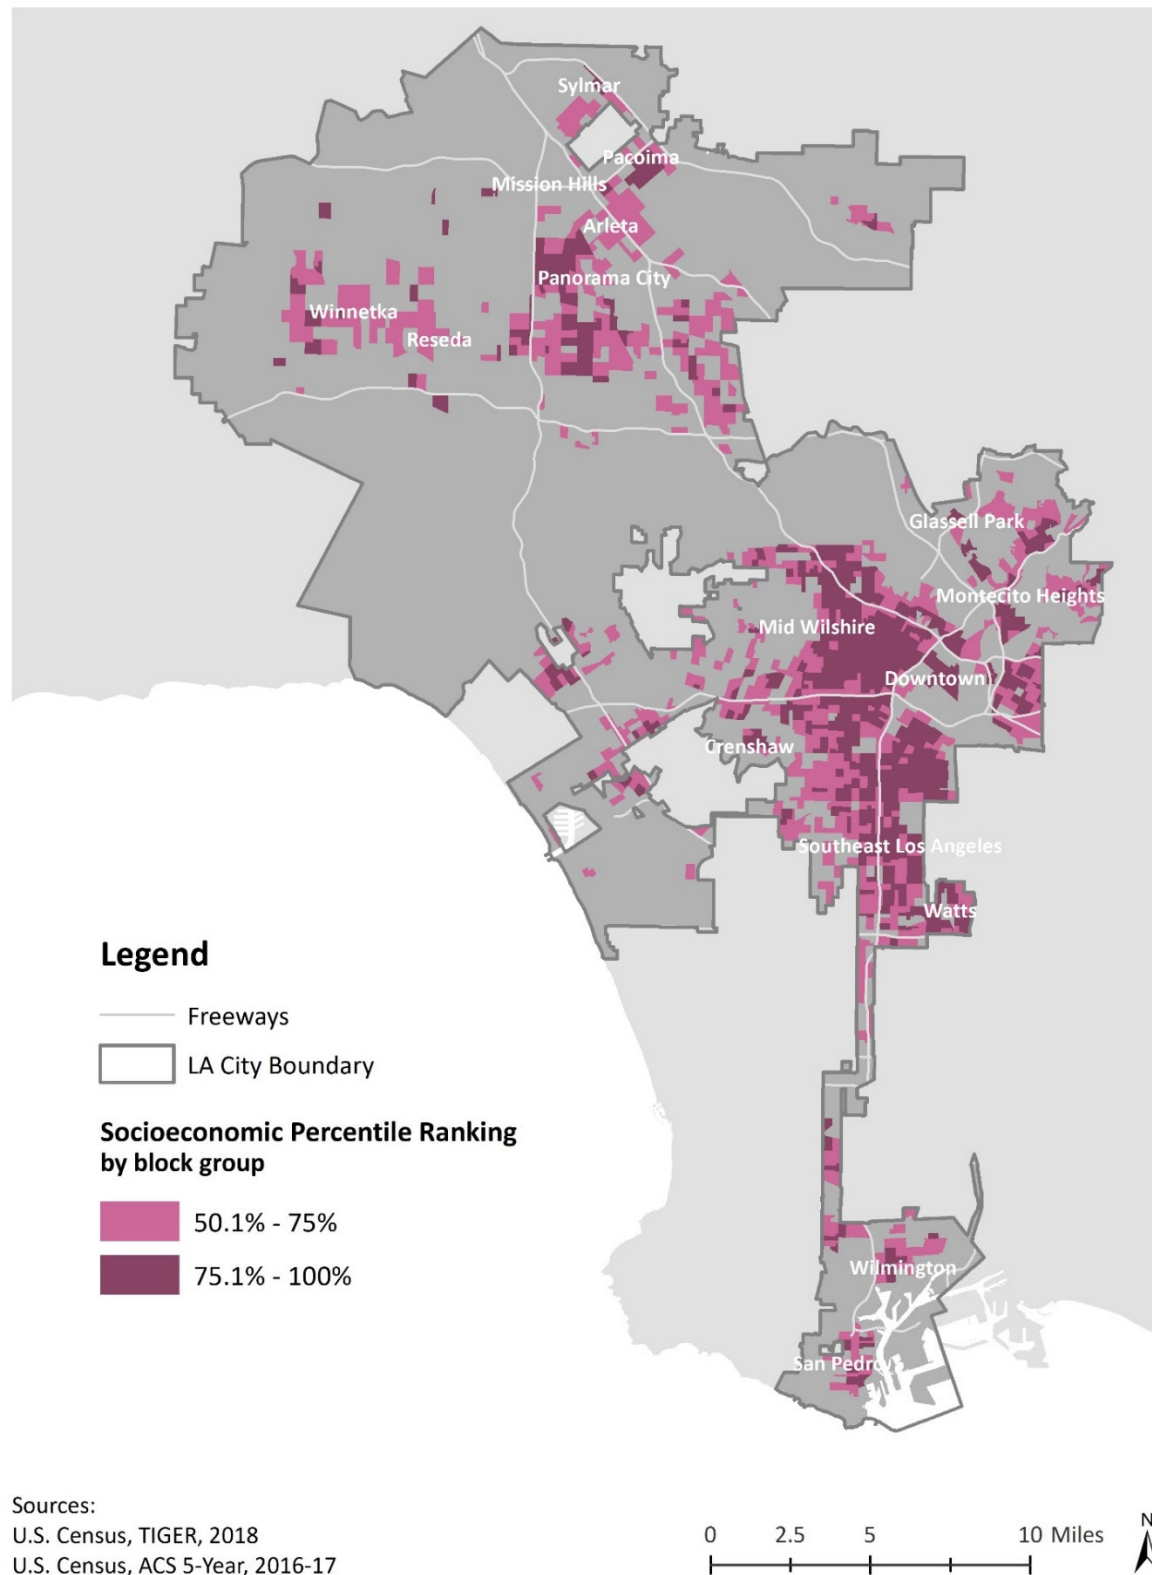 Sylmar
Pacoima
Mission Hills
Arleta
Panorama City
Winnetka
Reseda
Glassell Park
Montecito Heights
Mid Wilshire
Downtown
Crenshaw
Southeast Los Angeles
Watts
Legend
Freeways
LA City Boundary
Socioeconomic Percentile Ranking
by block group
50.1% - 75%
75.1% - 100%
Wilmington
San Pedro
Sources:
U.S. Census, TIGER, 2018
U.S. Census, ACS 5-Year, 2016-17
0 2.5 5 10 Miles
N